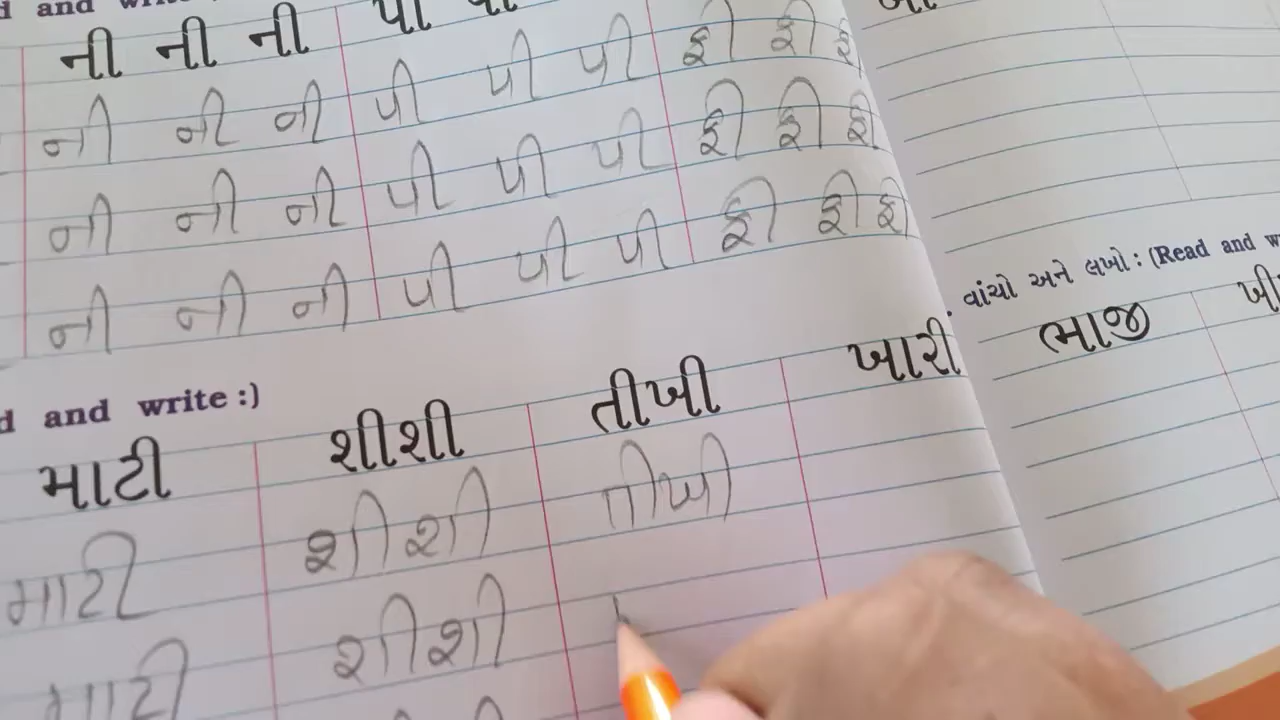 and write
ની ની ની પી
ની ની ની પી પી પી ફી ફી
ની ની ની પી પી પી ફી ફી ફી
ની ની ની પી પી પી ફી ફી ફી
and write :)
માટી શીશી તીખી ખારી
માટી શીશી તીખી
માટી શીશી
વાંચો અને લખો : (Read and
ભાજી